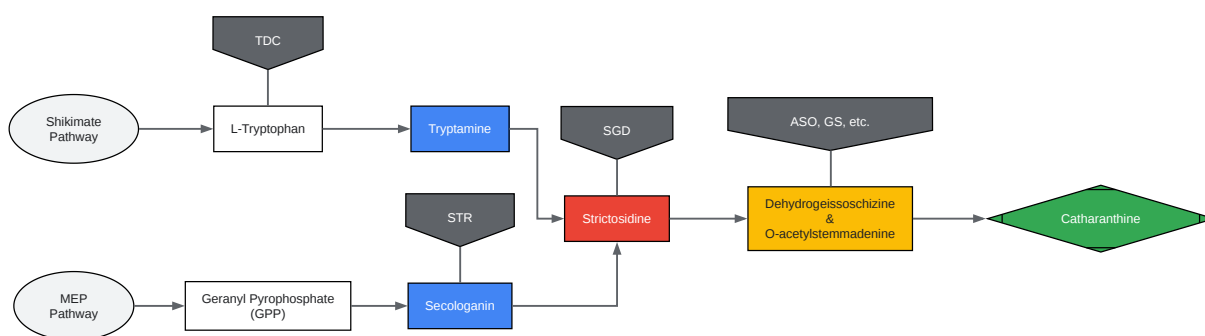 TDC
Shikimate
Pathway
L-Tryptophan
Tryptamine
SGD
ASO, GS, etc.
STR
Strictosidine
Dehydrogeissoschizine
&
O-acetylstemmadenine
Catharanthine
MEP
Pathway
Geranyl Pyrophosphate
(GPP)
Secologanin